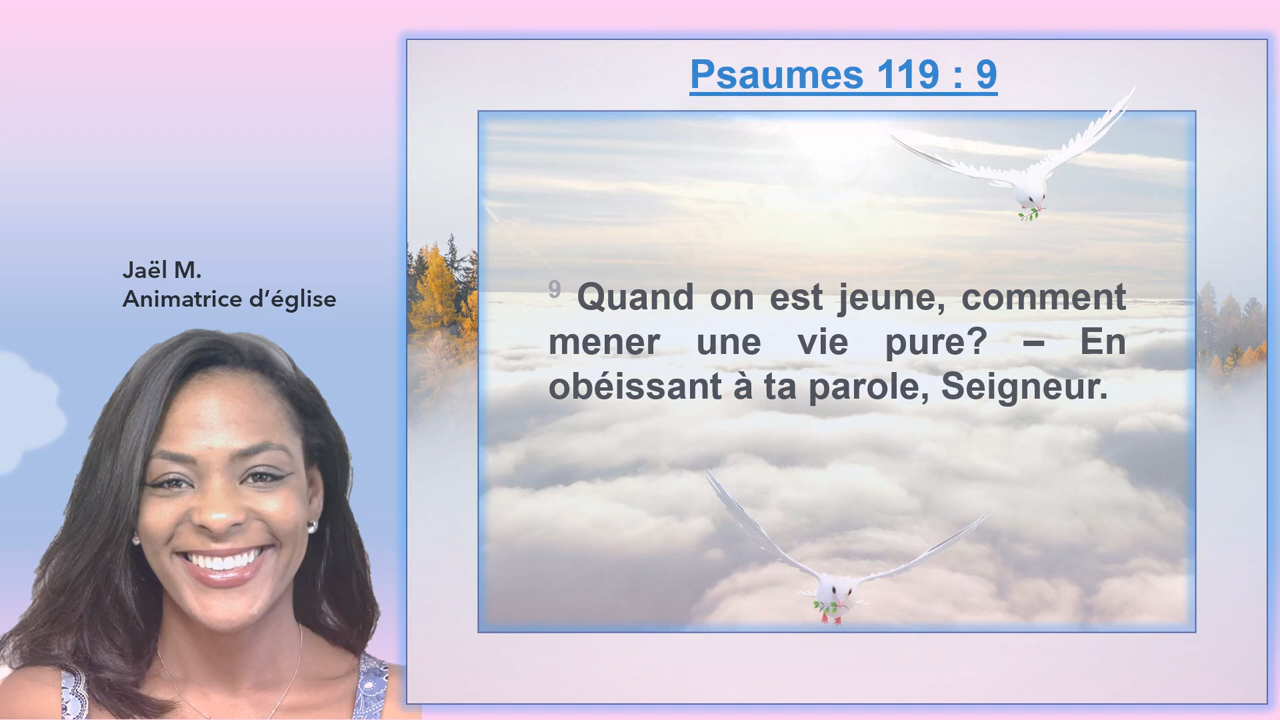 Psaumes 119 : 9
Jaël M.
Animatrice d’église
9 Quand on est jeune, comment
mener une vie pure? – En
obéissant à ta parole, Seigneur.